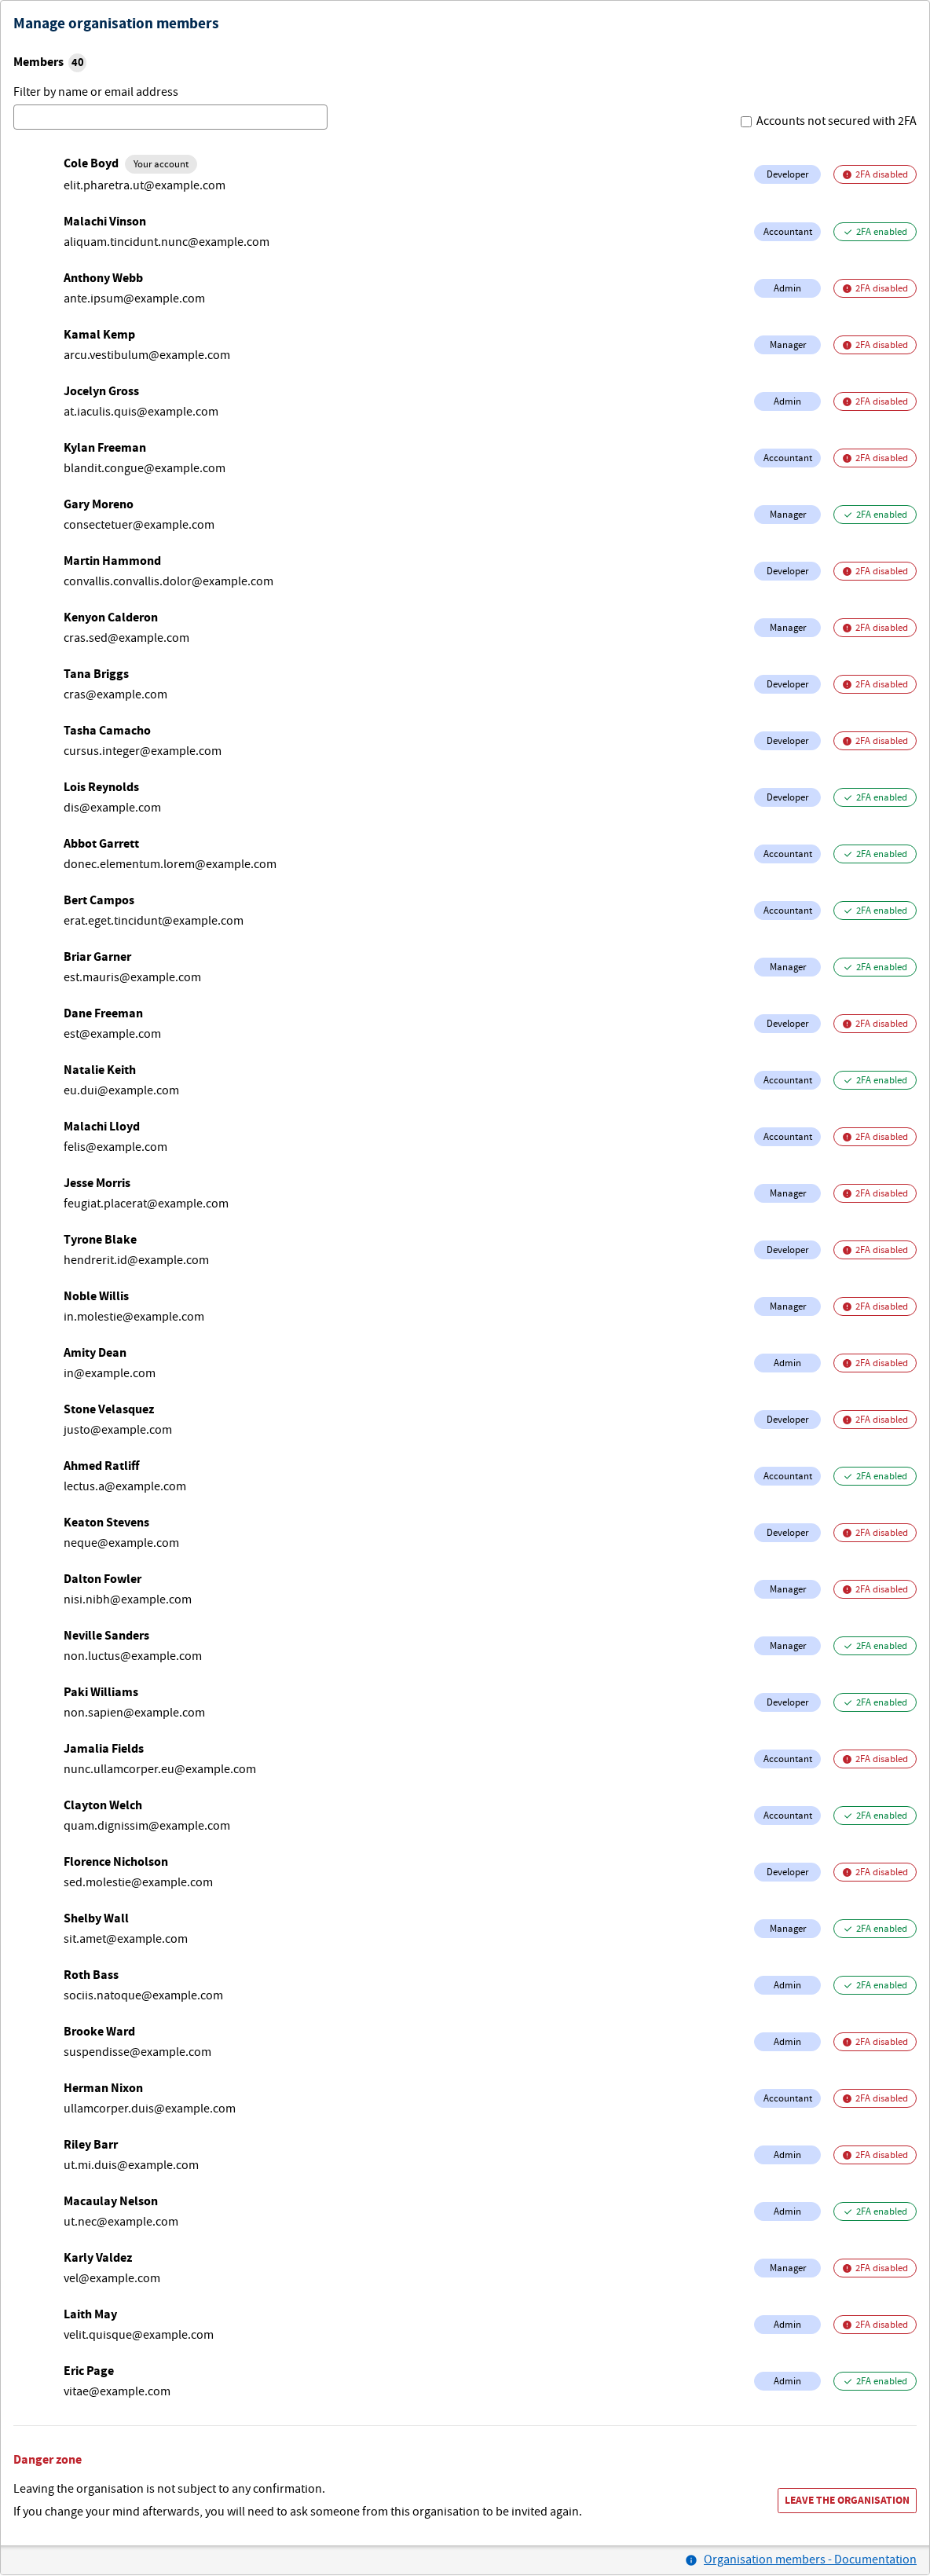 Manage organisation members
Members 40
Filter by name or email address
Accounts not secured with 2FA
Cole Boyd Your account
elit.pharetra.ut@example.com
Developer 2FA disabled
Malachi Vinson
aliquam.tincidunt.nunc@example.com
Accountant 2FA enabled
Anthony Webb
ante.ipsum@example.com
Admin 2FA disabled
Kamal Kemp
arcu.vestibulum@example.com
Manager 2FA disabled
Jocelyn Gross
at.iaculis.quis@example.com
Admin 2FA disabled
Kylan Freeman
blandit.congue@example.com
Accountant 2FA disabled
Gary Moreno
consectetuer@example.com
Manager 2FA enabled
Martin Hammond
convallis.convallis.dolor@example.com
Developer 2FA disabled
Kenyon Calderon
cras.sed@example.com
Manager 2FA disabled
Tana Briggs
cras@example.com
Developer 2FA disabled
Tasha Camacho
cursus.integer@example.com
Developer 2FA disabled
Lois Reynolds
dis@example.com
Developer 2FA enabled
Abbot Garrett
donec.elementum.lorem@example.com
Accountant 2FA enabled
Bert Campos
erat.eget.tincidunt@example.com
Accountant 2FA enabled
Briar Garner
est.mauris@example.com
Manager 2FA enabled
Dane Freeman
est@example.com
Developer 2FA disabled
Natalie Keith
eu.dui@example.com
Accountant 2FA enabled
Malachi Lloyd
felis@example.com
Accountant 2FA disabled
Jesse Morris
feugiat.placerat@example.com
Manager 2FA disabled
Tyrone Blake
hendrerit.id@example.com
Developer 2FA disabled
Noble Willis
in.molestie@example.com
Manager 2FA disabled
Amity Dean
in@example.com
Admin 2FA disabled
Stone Velasquez
justo@example.com
Developer 2FA disabled
Ahmed Ratliff
lectus.a@example.com
Accountant 2FA enabled
Keaton Stevens
neque@example.com
Developer 2FA disabled
Dalton Fowler
nisi.nibh@example.com
Manager 2FA disabled
Neville Sanders
non.luctus@example.com
Manager 2FA enabled
Paki Williams
non.sapien@example.com
Developer 2FA enabled
Jamalia Fields
nunc.ullamcorper.eu@example.com
Accountant 2FA disabled
Clayton Welch
quam.dignissim@example.com
Accountant 2FA enabled
Florence Nicholson
sed.molestie@example.com
Developer 2FA disabled
Shelby Wall
sit.amet@example.com
Manager 2FA enabled
Roth Bass
sociis.natoque@example.com
Admin 2FA enabled
Brooke Ward
suspendisse@example.com
Admin 2FA disabled
Herman Nixon
ullamcorper.duis@example.com
Accountant 2FA disabled
Riley Barr
ut.mi.duis@example.com
Admin 2FA disabled
Macaulay Nelson
ut.nec@example.com
Admin 2FA enabled
Karly Valdez
vel@example.com
Manager 2FA disabled
Laith May
velit.quisque@example.com
Admin 2FA disabled
Eric Page
vitae@example.com
Admin 2FA enabled
Danger zone
Leaving the organisation is not subject to any confirmation.
If you change your mind afterwards, you will need to ask someone from this organisation to be invited again.
LEAVE THE ORGANISATION
Organisation members - Documentation